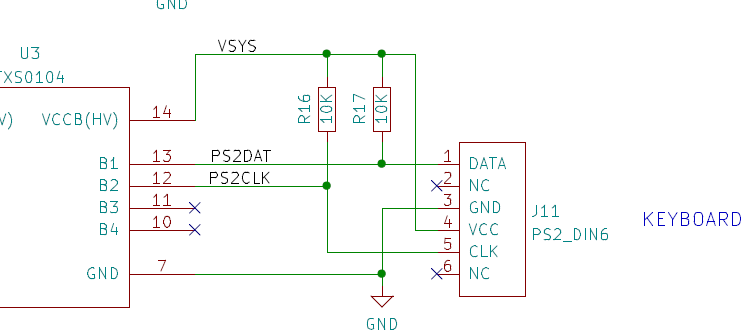 GND
U3
TXS0104
VSYS
V)
VCCB(HV)
14
R16
10K
R17
10K
B1
13
PS2DAT
1
DATA
B2
12
PS2CLK
2
NC
B3
11
3
GND
J11
KEYBOARD
B4
10
4
VCC
PS2_DIN6
5
CLK
GND
7
6
NC
GND